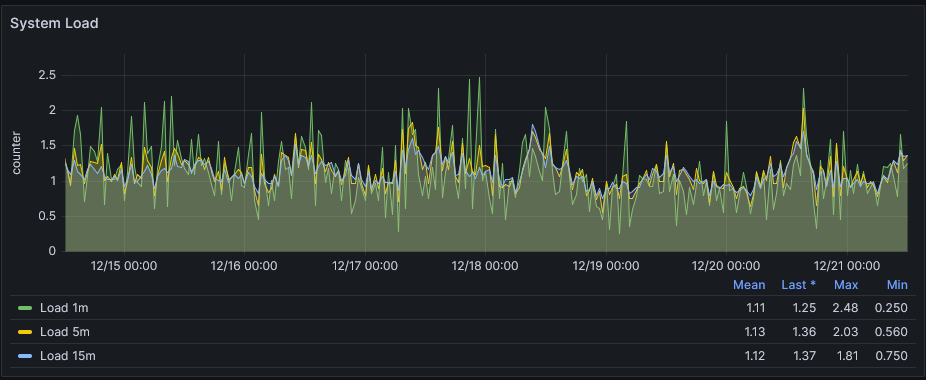 System Load
counter
2.5
2
1.5
1
0.5
0
12/15 00:00 12/16 00:00 12/17 00:00 12/18 00:00 12/19 00:00 12/20 00:00 12/21 00:00
Mean Last * Max Min
Load 1m 1.11 1.25 2.48 0.250
Load 5m 1.13 1.36 2.03 0.560
Load 15m 1.12 1.37 1.81 0.750